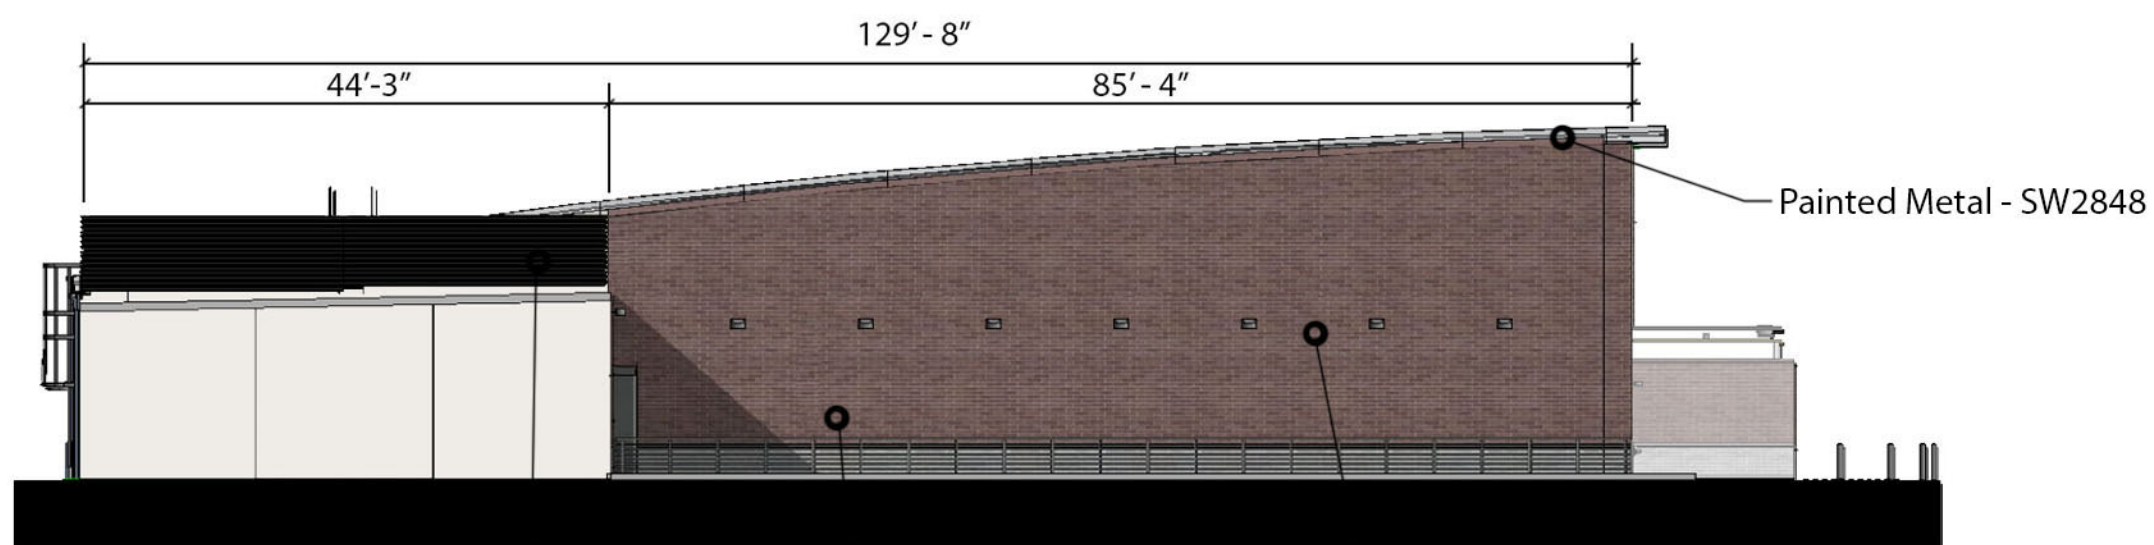 129’ - 8”
44’-3”
85’ - 4”
Painted Metal - SW2848